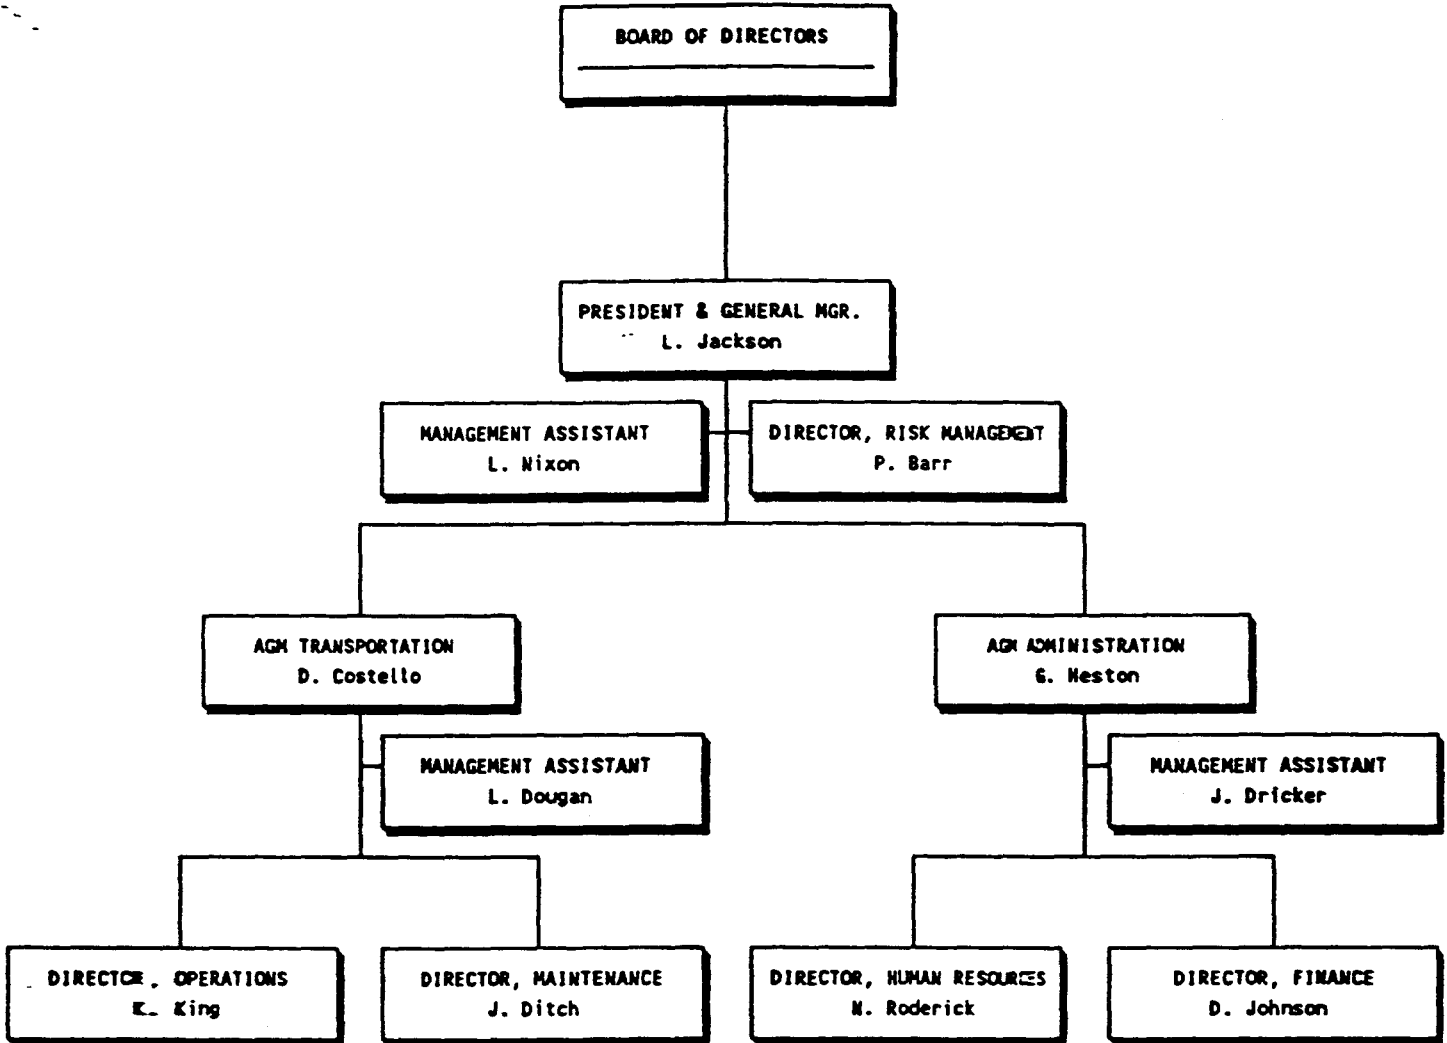 BOARD OF DIRECTORS
PRESIDENT & GENERAL MGR.
L. Jackson
MANAGEMENT ASSISTANT
L. Nixon
DIRECTOR, RISK MANAGEMENT
P. Barr
AGM TRANSPORTATION
D. Costello
AGM ADMINISTRATION
G. Heston
MANAGEMENT ASSISTANT
L. Dougan
MANAGEMENT ASSISTANT
J. Dricker
DIRECTOR, OPERATIONS
K. King
DIRECTOR, MAINTENANCE
J. Ditch
DIRECTOR, HUMAN RESOURCES
N. Roderick
DIRECTOR, FINANCE
D. Johnson